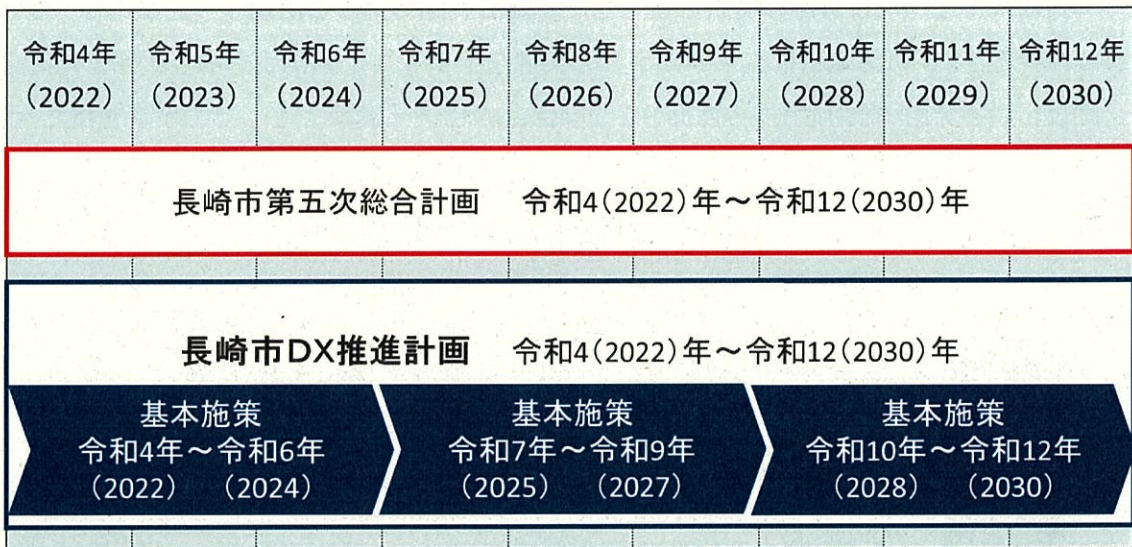 令和4年 令和5年 令和6年 令和7年 令和8年 令和9年 令和10年 令和11年 令和12年
（2022） （2023） （2024） （2025） （2026） （2027） （2028） （2029） （2030）
長崎市第五次総合計画　令和4（2022）年～令和12（2030）年
長崎市DX推進計画　令和4（2022）年～令和12（2030）年
基本施策
令和4年～令和6年
（2022）　（2024）
基本施策
令和7年～令和9年
（2025）　（2027）
基本施策
令和10年～令和12年
（2028）　（2030）